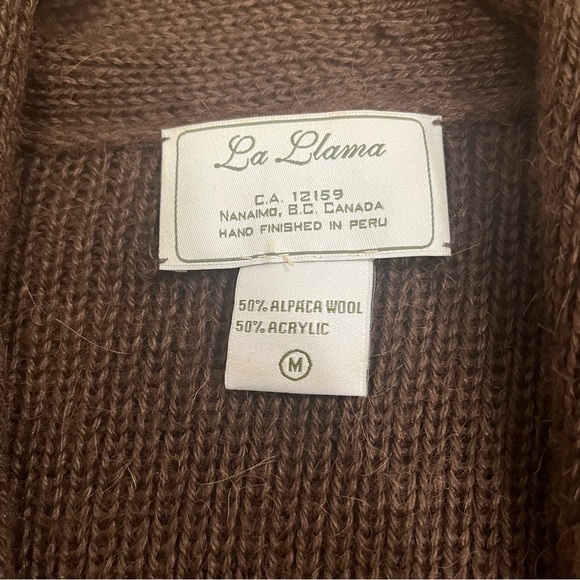 La Llama
C.A. 12159
NANAIMO, B.C. CANADA
HAND FINISHED IN PERU
50% ALPACA WOOL
50% ACRYLIC
M